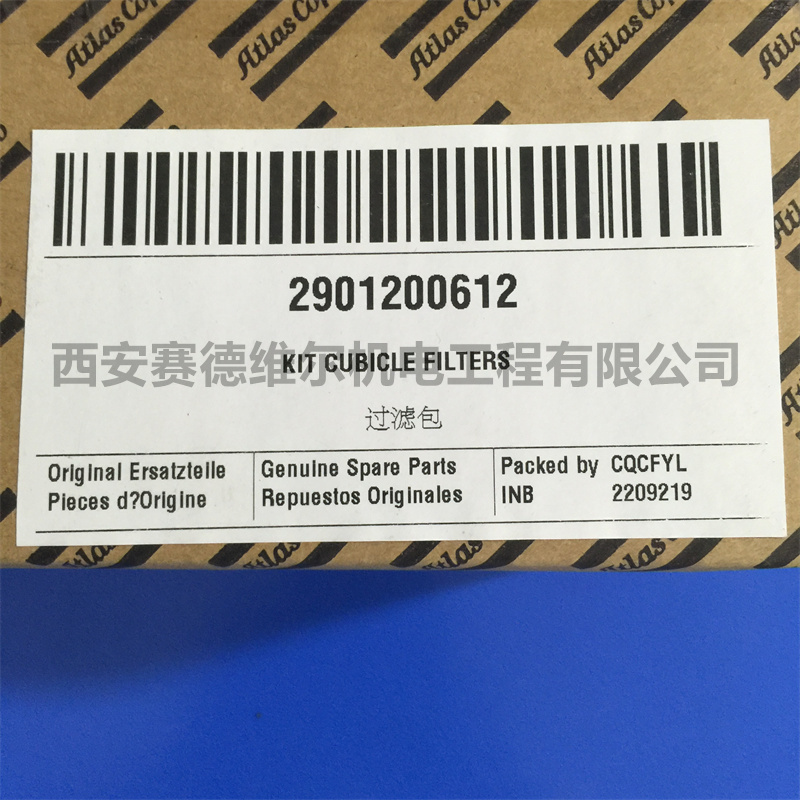 Atlas Copco
2901200612
KIT CUBICLE FILTERS
西安赛德维尔机电工程有限公司
过滤包
Original Ersatzteile
Pieces d?Origine
Genuine Spare Parts
Repuestos Originales
Packed by CQCFYL
INB 2209219